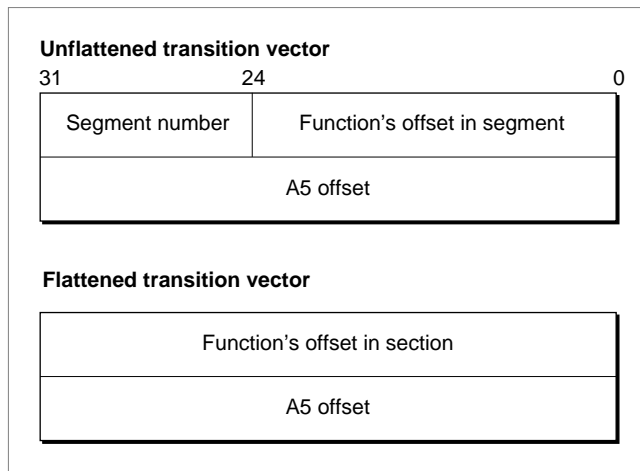 Unflattened transition vector
31 24 0
Segment number Function’s offset in segment
A5 offset
Flattened transition vector
Function’s offset in section
A5 offset